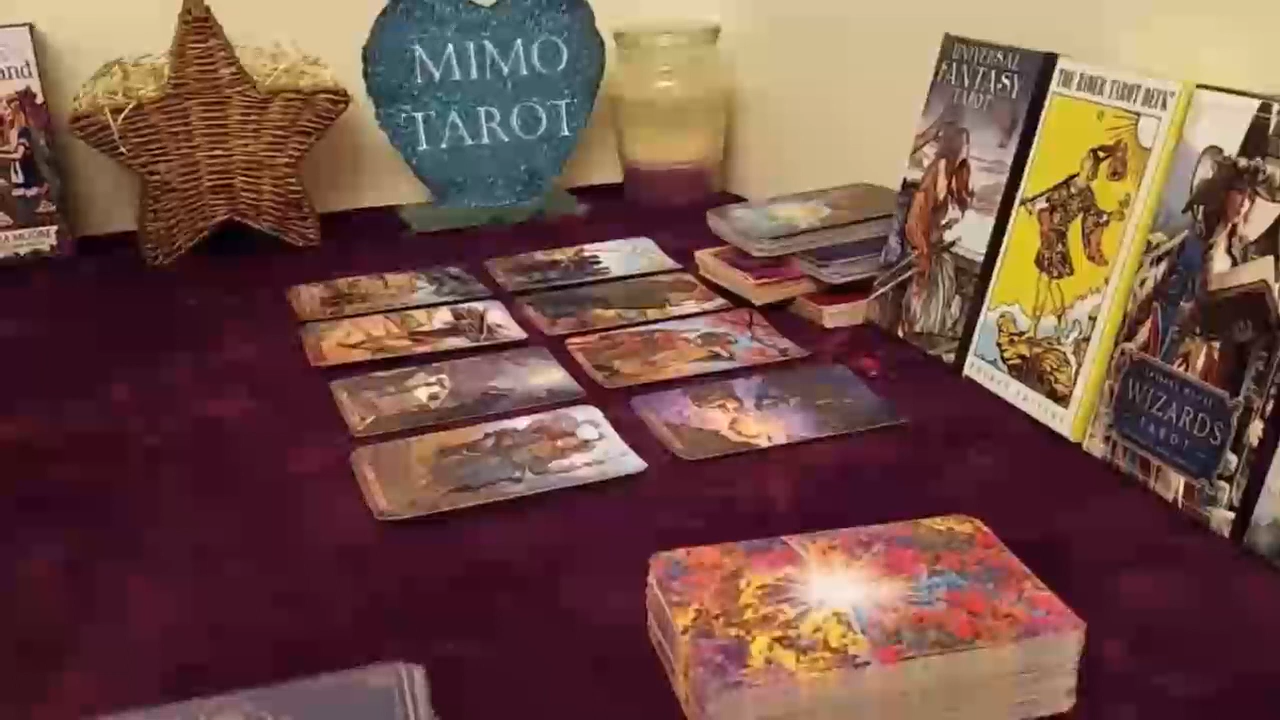 MIMO
TAROT
UNIVERSAL
FANTASY
TAROT
THE RIDER TAROT DECK
WIZARDS
TAROT